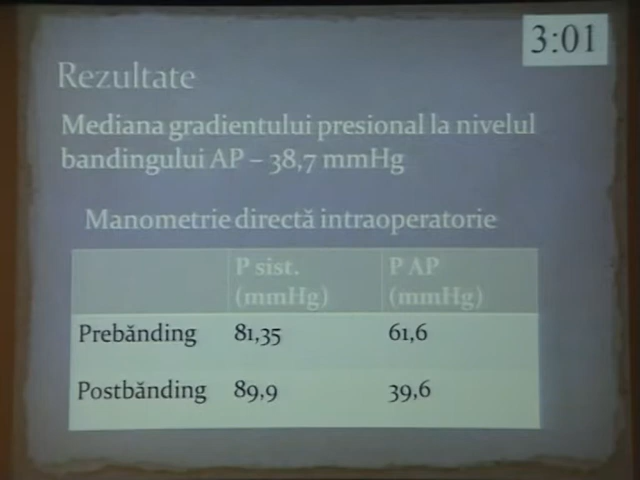 3:01
Rezultate
Mediana gradientului presional la nivelul
bandingului AP – 38,7 mmHg
Manometrie directă intraoperatorie
P sist. P AP
(mmHg) (mmHg)
Prebănding 81,35 61,6
Postbănding 89,9 39,6